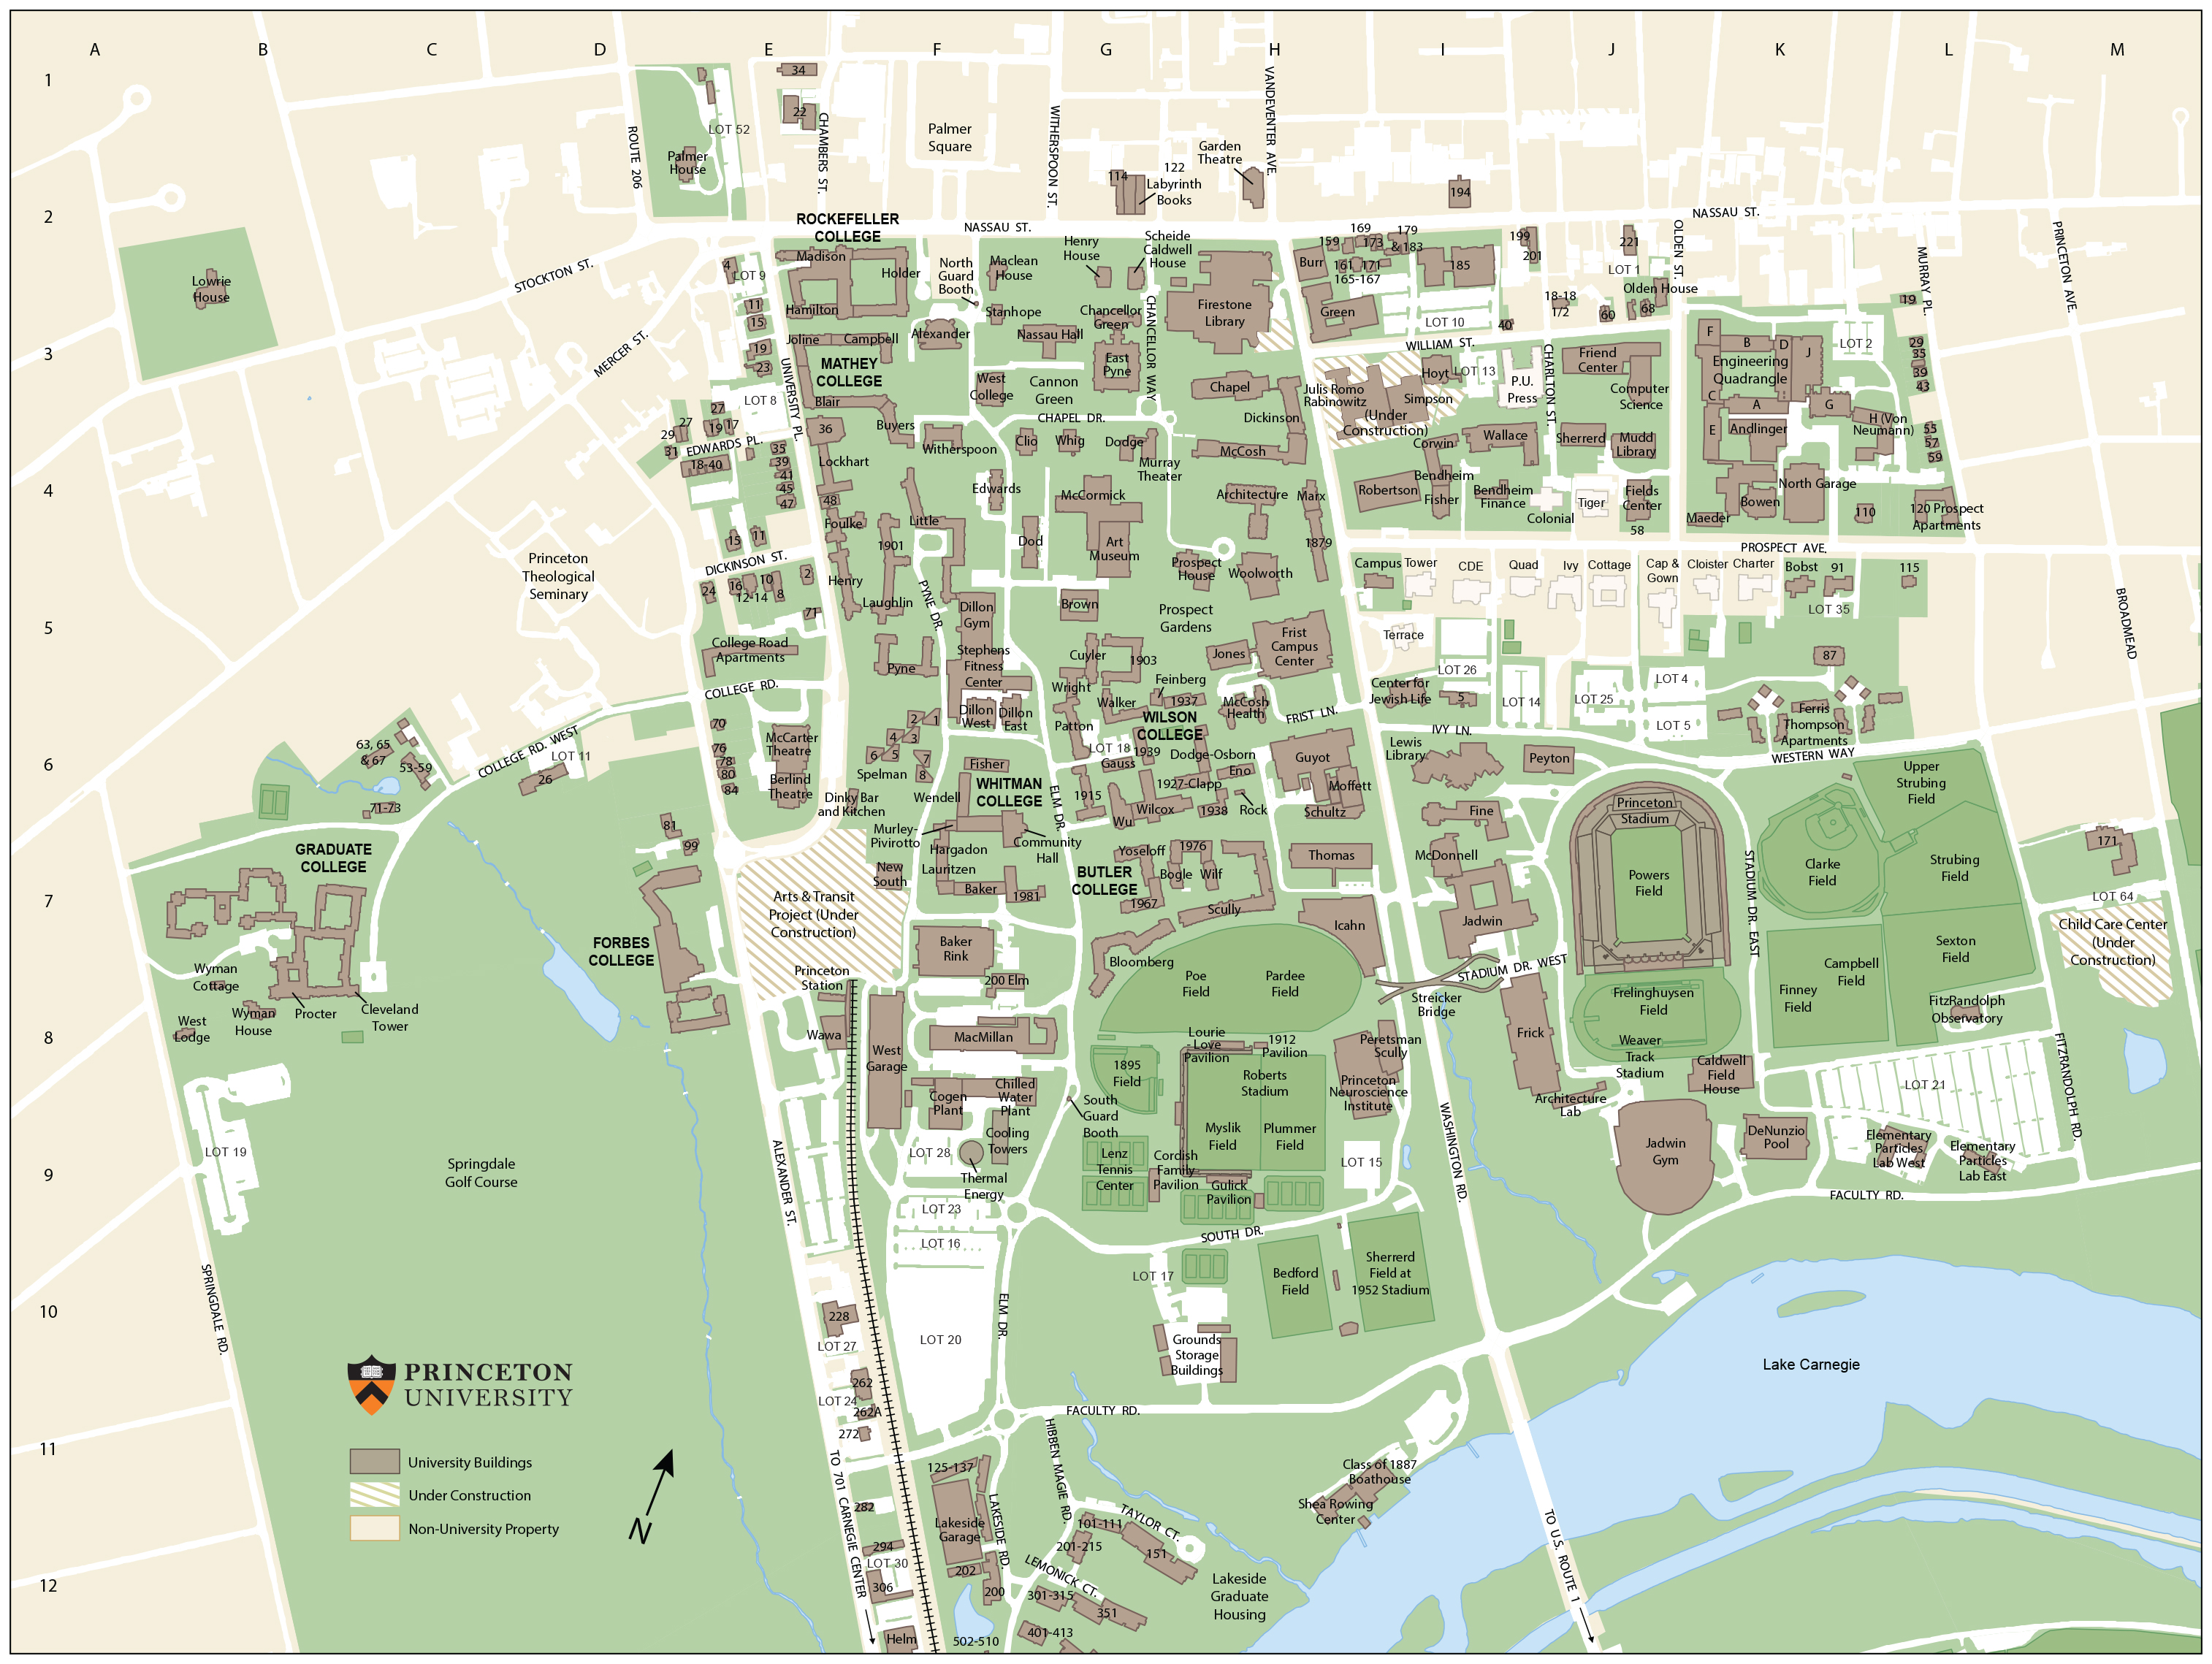 A B C D E F G H I J K L M
1
2
3
4
5
6
7
8
9
10
11
12
34
22
CHAMBERS ST.
LOT 52
Palmer
House
ROUTE 206
Palmer
Square
WITHERSPOON ST.
VANDEVENTER AVE.
Garden
Theatre
114
122
Labyrinth
Books
194
NASSAU ST.
NASSAU ST.
PRINCETON AVE.
MURRAY PL.
OLDEN ST.
Lowrie
House
STOCKTON ST.
MERCER ST.
ROCKEFELLER
COLLEGE
Madison
Holder
Hamilton
4
LOT 9
11
15
19
23
North
Guard
Booth
Maclean
House
Henry
House
Scheide
Caldwell
House
Stanhope
Chancellor
Green
Nassau Hall
Alexander
East
Pyne
CHANCELLOR WAY
Firestone
Library
Burr
159
169
173
179
& 183
161
171
165-167
185
199
201
221
LOT 1
Olden House
18-18
1/2
60
68
40
Green
LOT 10
WILLIAM ST.
19
Joline
Campbell
MATHEY
COLLEGE
Blair
Buyers
UNIVERSITY PL.
LOT 8
West
College
Cannon
Green
CHAPEL DR.
Chapel
Dickinson
Julis Romo
Rabinowitz
(Under
Construction)
Simpson
Hoyt
LOT 13
P.U.
Press
CHARLTON ST.
Friend
Center
Computer
Science
F
B
D
J
Engineering
Quadrangle
C
A
G
E
Andlinger
H (Von
Neumann)
LOT 2
29
35
39
43
55
57
59
27
27
29
19
17
31
EDWARDS PL.
18-40
35
39
41
45
47
36
Lockhart
48
Witherspoon
Clio
Whig
Dodge
Murray
Theater
McCosh
Corwin
Wallace
Sherrerd
Mudd
Library
Foulke
Little
Edwards
McCormick
Architecture
Marx
Robertson
Bendheim
Fisher
Bendheim
Finance
Colonial
Tiger
Fields
Center
58
Maeder
Bowen
North Garage
110
120 Prospect
Apartments
15
11
DICKINSON ST.
24
16
10
12-14
8
2
71
Henry
1901
Laughlin
PYNE DR.
Dod
Art
Museum
Prospect
House
Woolworth
1879
PROSPECT AVE.
Campus
Tower
CDE
Quad
Ivy
Cottage
Cap &
Gown
Cloister
Charter
Bobst
91
115
LOT 35
BROADMEAD
Princeton
Theological
Seminary
College Road
Apartments
COLLEGE RD.
Pyne
Dillon
Gym
Stephens
Fitness
Center
Dillon
West
Dillon
East
Brown
Prospect
Gardens
Cuyler
1903
Jones
Frist
Campus
Center
Terrace
LOT 26
Wright
Walker
Patton
Feinberg
1937
McCosh
Health
WILSON
COLLEGE
FRIST LN.
Center for
Jewish Life
5
LOT 14
LOT 25
LOT 4
LOT 5
87
Ferris
Thompson
Apartments
IVY LN.
WESTERN WAY
63, 65
& 67
53-59
71-73
COLLEGE RD. WEST
LOT 11
26
70
76
78
80
84
81
99
McCarter
Theatre
Berlind
Theatre
2
1
4
3
6
5
7
8
Spelman
Dinky Bar
and Kitchen
Wendell
Fisher
WHITMAN
COLLEGE
ELM DR.
LOT 18
Gauss
1939
Dodge-Osborn
1927-Clapp
Eno
1915
Wu
Wilcox
1938
Rock
Guyot
Moffett
Schultz
Lewis
Library
Peyton
Fine
Princeton
Stadium
Upper
Strubing
Field
Murley-
Pivirotto
Hargadon
Community
Hall
New
South
Lauritzen
Baker
1981
BUTLER
COLLEGE
Yoseloff
1976
Bogle
Wilf
1967
Scully
Thomas
McDonnell
Jadwin
Powers
Field
STADIUM DR. EAST
Clarke
Field
Strubing
Field
171
LOT 64
Child Care Center
(Under
Construction)
GRADUATE
COLLEGE
FORBES
COLLEGE
Arts & Transit
Project (Under
Construction)
Wyman
Cottage
Wyman
House
West
Lodge
Procter
Cleveland
Tower
Princeton
Station
Wawa
Baker
Rink
200 Elm
MacMillan
West
Garage
Bloomberg
Icahn
Poe
Field
Pardee
Field
STADIUM DR. WEST
Streicker
Bridge
Frelinghuysen
Field
Weaver
Track
Stadium
Finney
Field
Campbell
Field
Sexton
Field
FitzRandolph
Observatory
FITZRANDOLPH RD.
Lourie
- Love
Pavilion
1912
Pavilion
Roberts
Stadium
1895
Field
Peretsman
Scully
Princeton
Neuroscience
Institute
Frick
Architecture
Lab
Caldwell
Field
House
LOT 21
Cogen
Plant
Chilled
Water
Plant
Cooling
Towers
South
Guard
Booth
LOT 28
Thermal
Energy
LOT 19
Springdale
Golf Course
ALEXANDER ST.
Myslik
Field
Plummer
Field
Lenz
Tennis
Center
Cordish
Family
Pavilion
Gulick
Pavilion
LOT 15
WASHINGTON RD.
Jadwin
Gym
DeNunzio
Pool
Elementary
Particles
Lab West
Elementary
Particles
Lab East
FACULTY RD.
LOT 23
LOT 16
SOUTH DR.
LOT 17
Bedford
Field
Sherrerd
Field at
1952 Stadium
SPRINGDALE RD.
228
LOT 27
LOT 20
ELM DR.
Grounds
Storage
Buildings
Lake Carnegie
PRINCETON
UNIVERSITY
262
LOT 24
262A
272
FACULTY RD.
HIBBEN MAGIE RD.
University Buildings
Under Construction
Non-University Property
N
TO 701 CARNEGIE CENTER
125-137
282
Lakeside
Garage
LAKESIDE RD.
294
LOT 30
306
202
200
Helm
502-510
101-111
TAYLOR CT.
201-215
151
LEMONICK CT.
301-315
351
401-413
Lakeside
Graduate
Housing
Class of 1887
Boathouse
Shea Rowing
Center
TO U.S. ROUTE 1